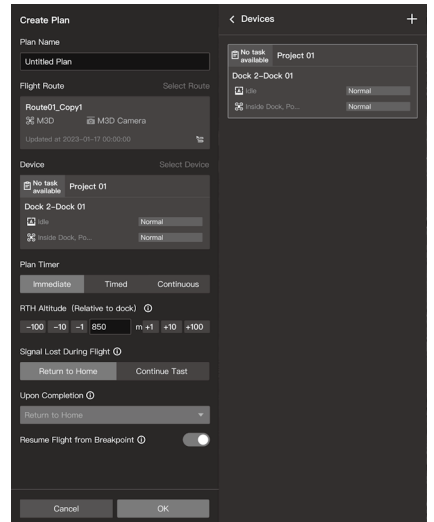 Create Plan
Plan Name
Untitled Plan
Flight Route Select Route
Route01_Copy1
M3D M3D Camera
Updated at 2023-01-17 00:00:00
Device Select Device
No task
available Project 01
Dock 2-Dock 01
Idle Normal
Inside Dock, Po... Normal
Plan Timer
Immediate Timed Continuous
RTH Altitude (Relative to dock)
-100 -10 -1 850 m +1 +10 +100
Signal Lost During Flight
Return to Home Continue Tast
Upon Completion
Return to Home
Resume Flight from Breakpoint
Cancel OK
< Devices +
No task
available Project 01
Dock 2-Dock 01
Idle Normal
Inside Dock, Po... Normal